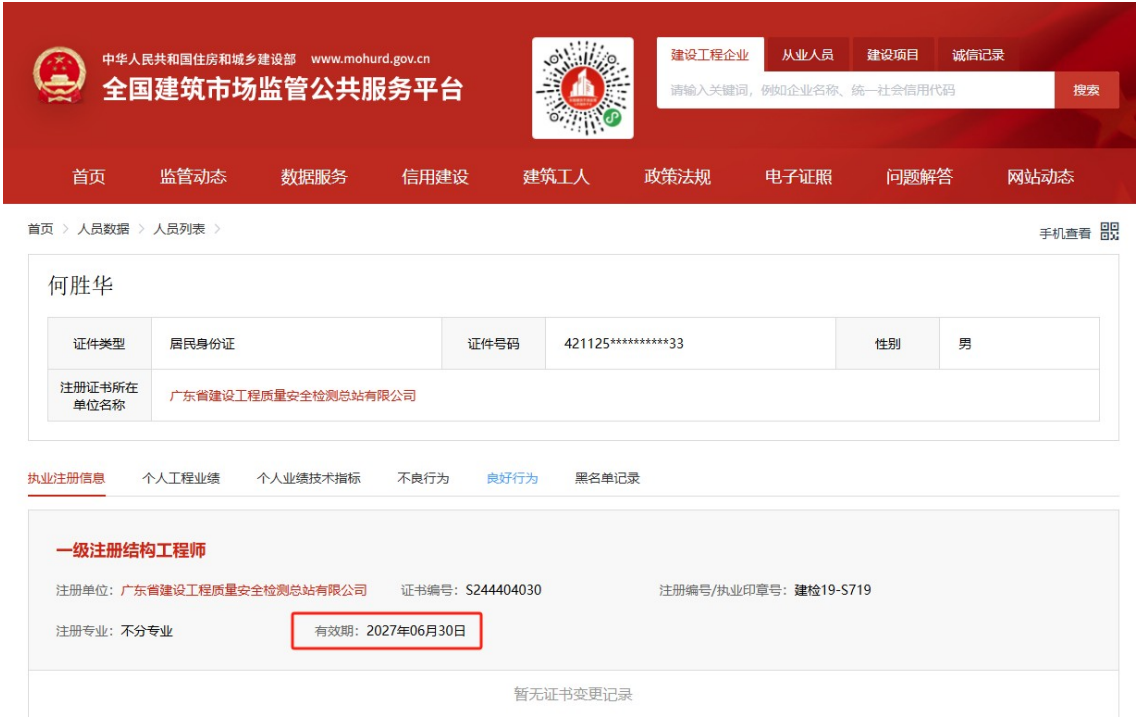 中华人民共和国住房和城乡建设部 www.mohurd.gov.cn
全国建筑市场监管公共服务平台
建设工程企业 从业人员 建设项目 诚信记录
请输入关键词，例如企业名称、统一社会信用代码 搜索
首页 监管动态 数据服务 信用建设 建筑工人 政策法规 电子证照 问题解答 网站动态
首页 > 人员数据 > 人员列表 >
手机查看
何胜华
证件类型 居民身份证 证件号码 421125**********33 性别 男
注册证书所在
单位名称
广东省建设工程质量安全检测总站有限公司
执业注册信息 个人工程业绩 个人业绩技术指标 不良行为 良好行为 黑名单记录
一级注册结构工程师
注册单位：广东省建设工程质量安全检测总站有限公司 证书编号：S244404030 注册编号/执业印章号：建检19-S719
注册专业：不分专业 有效期：2027年06月30日
暂无证书变更记录